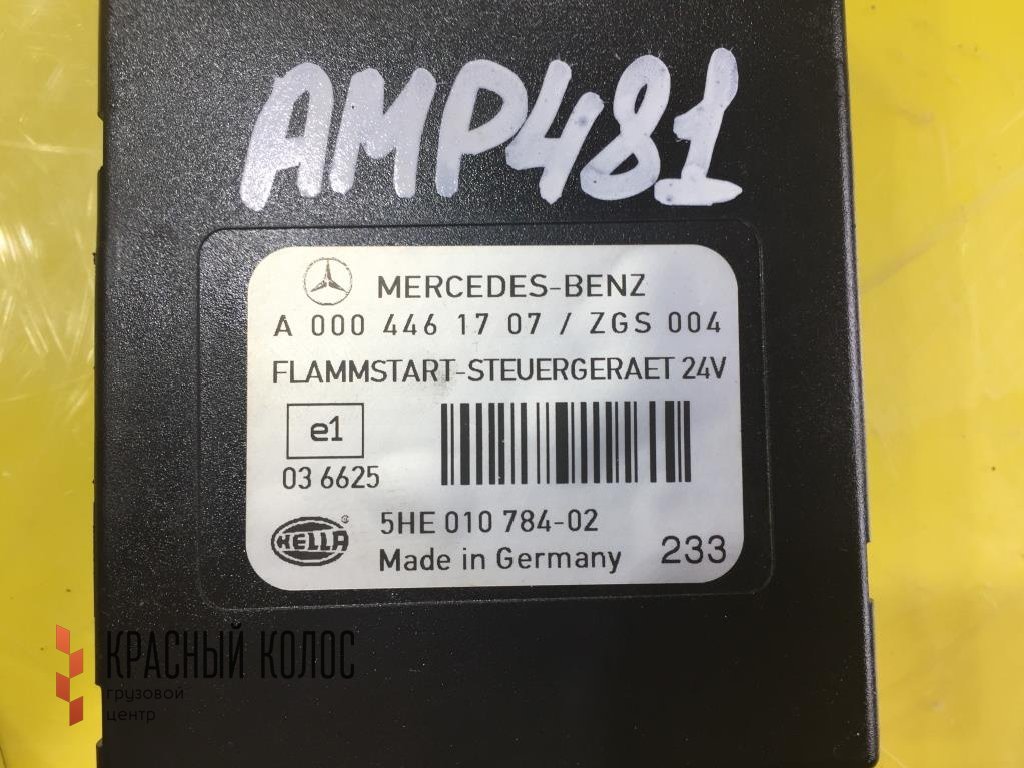 AMP481
MERCEDES-BENZ
A 000 446 17 07 / ZGS 004
FLAMMSTART-STEUERGERAET 24V
e1
03 6625
HELLA ®
5HE 010 784-02
Made in Germany 233
КРАСНЫЙ КОЛОС
грузовой
центр